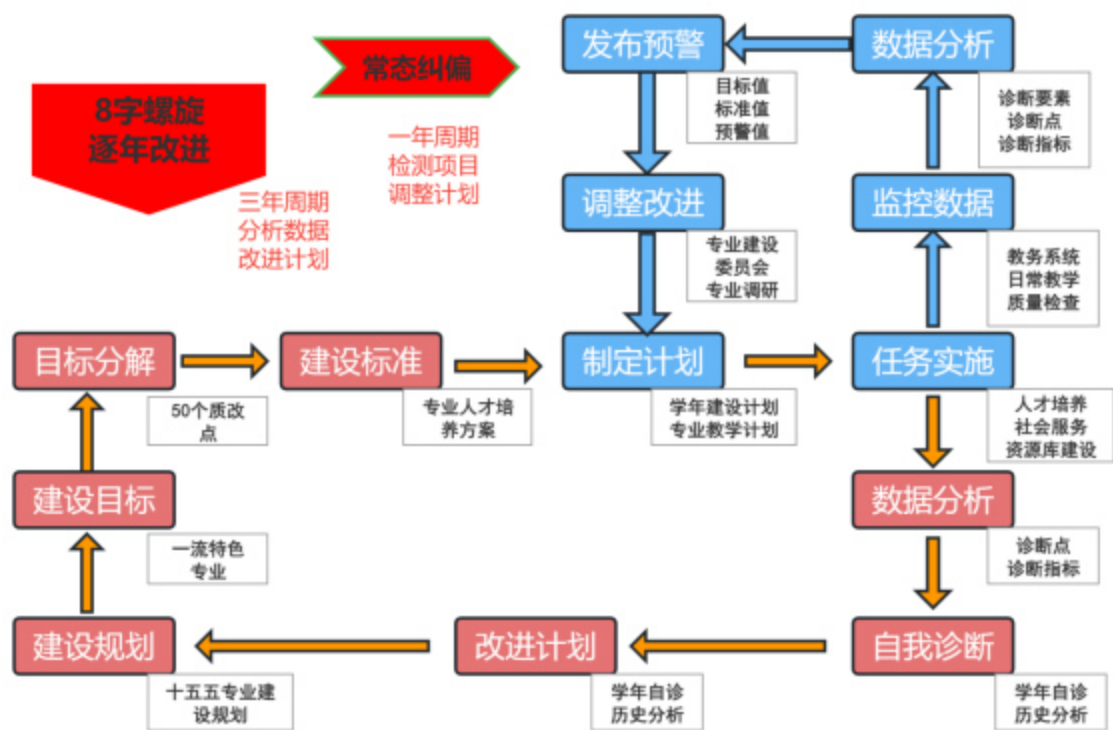 8字螺旋
逐年改进
三年周期
分析数据
改进计划
常态纠偏
一年周期
检测项目
调整计划
发布预警
目标值
标准值
预警值
数据分析
诊断要素
诊断点
诊断指标
调整改进
专业建设
委员会
专业调研
监控数据
教务系统
日常教学
质量检查
目标分解
50个质改
点
建设标准
专业人才培
养方案
制定计划
学年建设计划
专业教学计划
任务实施
人才培养
社会服务
资源库建设
建设目标
一流特色
专业
数据分析
诊断点
诊断指标
建设规划
十五五专业建
设规划
改进计划
学年自诊
历史分析
自我诊断
学年自诊
历史分析